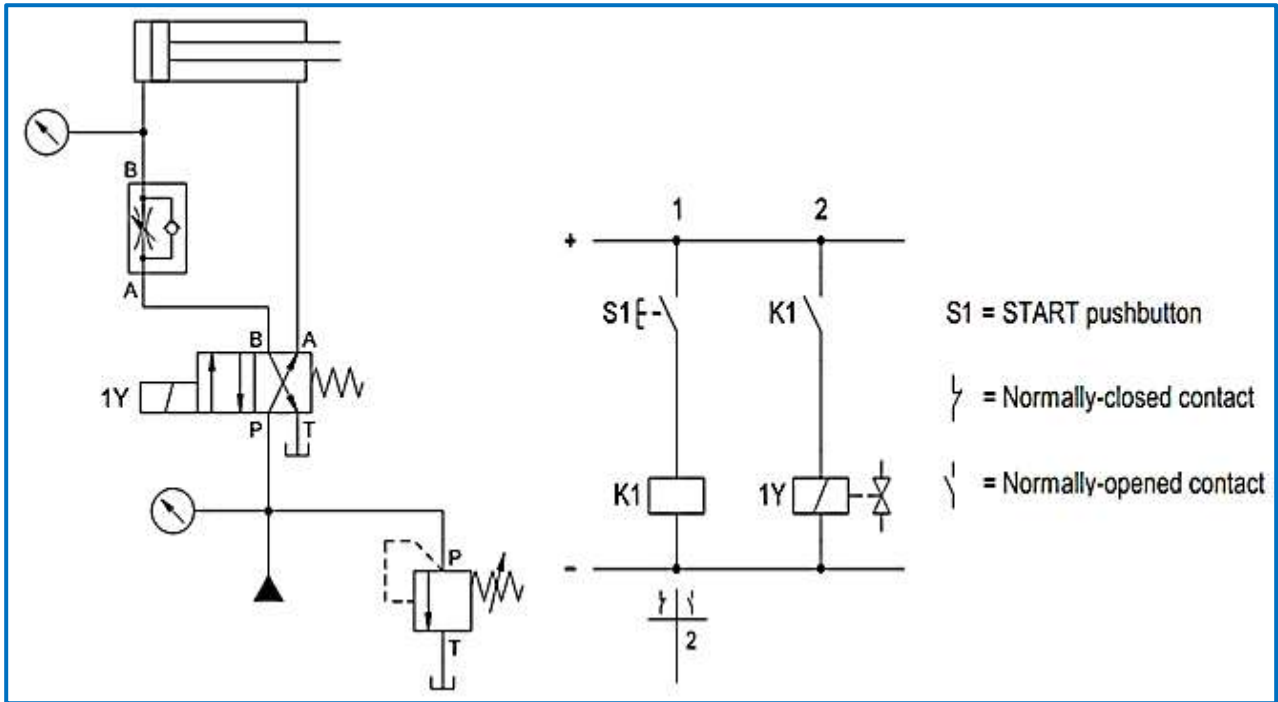 B
A
B A
1Y
P T
P
T
1 2
+
S1 K1
K1 1Y
-
2
S1 = START pushbutton
= Normally-closed contact
= Normally-opened contact